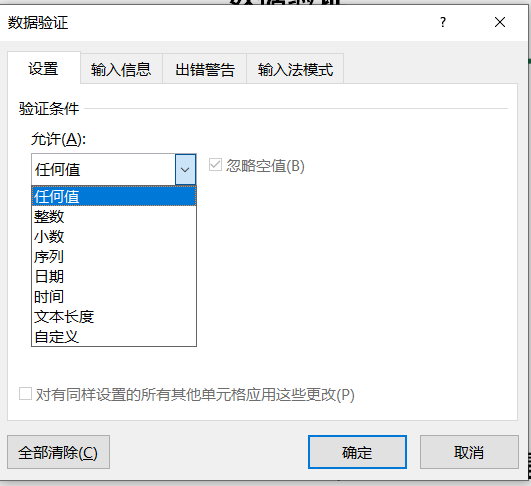 数据验证
?
设置 输入信息 出错警告 输入法模式
验证条件
允许(A):
任何值 忽略空值(B)
任何值
整数
小数
序列
日期
时间
文本长度
自定义
对有同样设置的所有其他单元格应用这些更改(P)
全部清除(C) 确定 取消